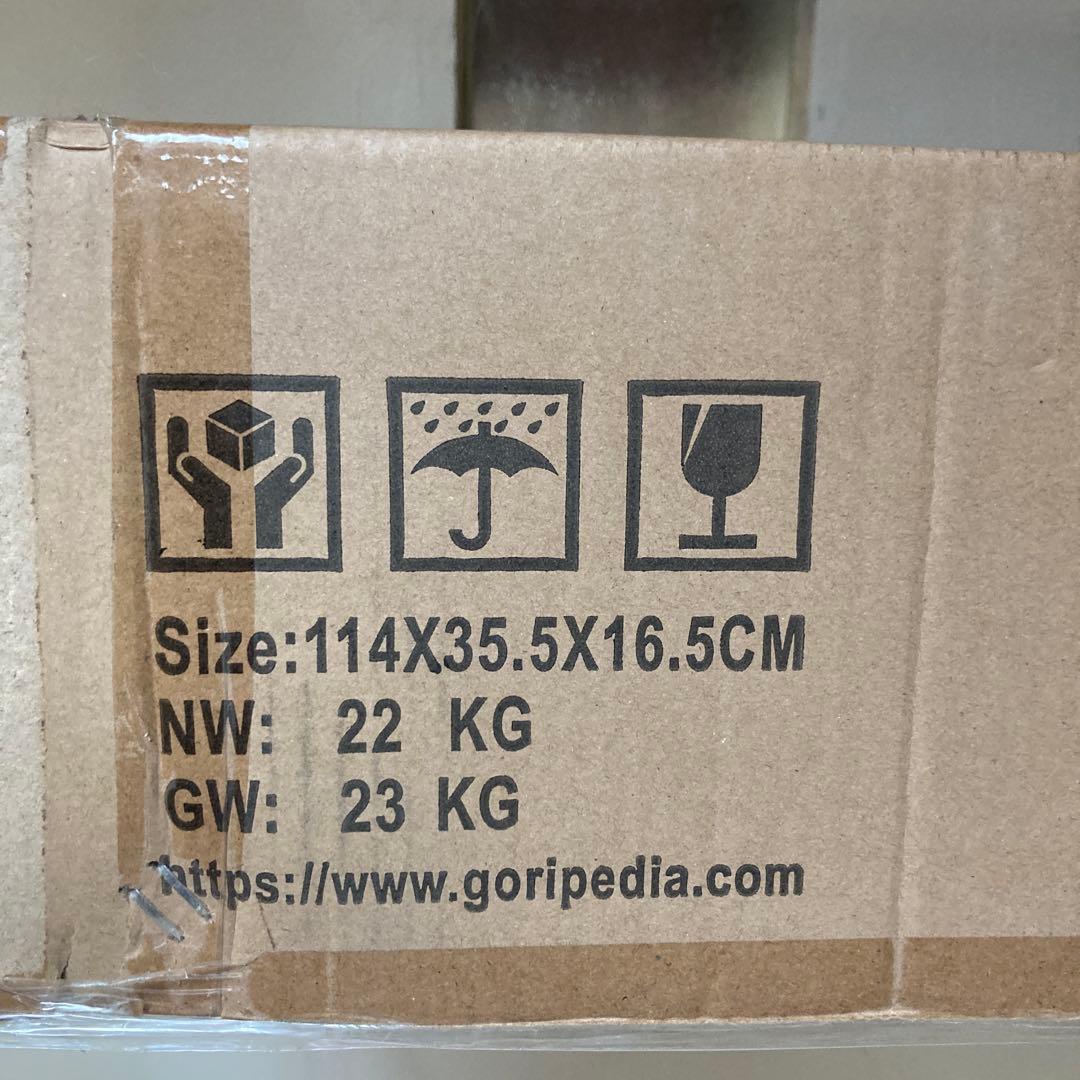 Size:114X35.5X16.5CM
NW: 22 KG
GW: 23 KG
https://www.goripedia.com